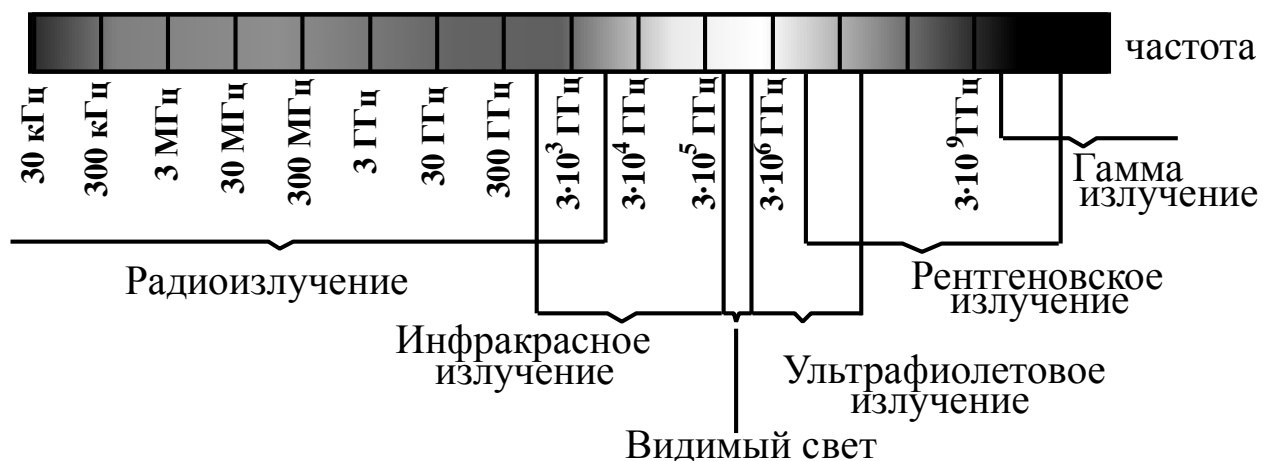 частота
30 кГц
300 кГц
3 МГц
30 МГц
300 МГц
3 ГГц
30 ГГц
300 ГГц
3·10³ ГГц
3·10⁴ ГГц
3·10⁵ ГГц
3·10⁶ ГГц
3·10⁹ГГц
Гамма
излучение
Радиоизлучение
Рентгеновское
излучение
Инфракрасное
излучение
Ультрафиолетовое
излучение
Видимый свет